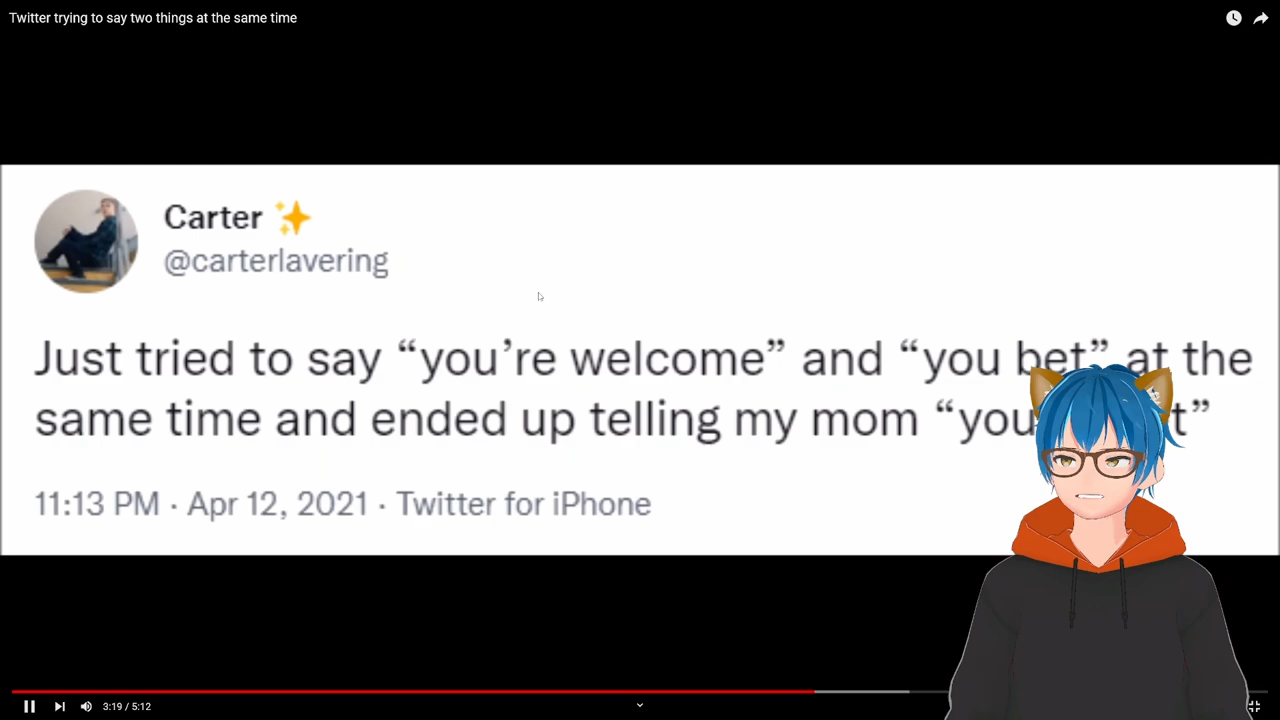 Twitter trying to say two things at the same time
Carter ✨
@carterlavering
Just tried to say “you’re welcome” and “you bet” at the
same time and ended up telling my mom “you
11:13 PM · Apr 12, 2021 · Twitter for iPhone
3:19 / 5:12